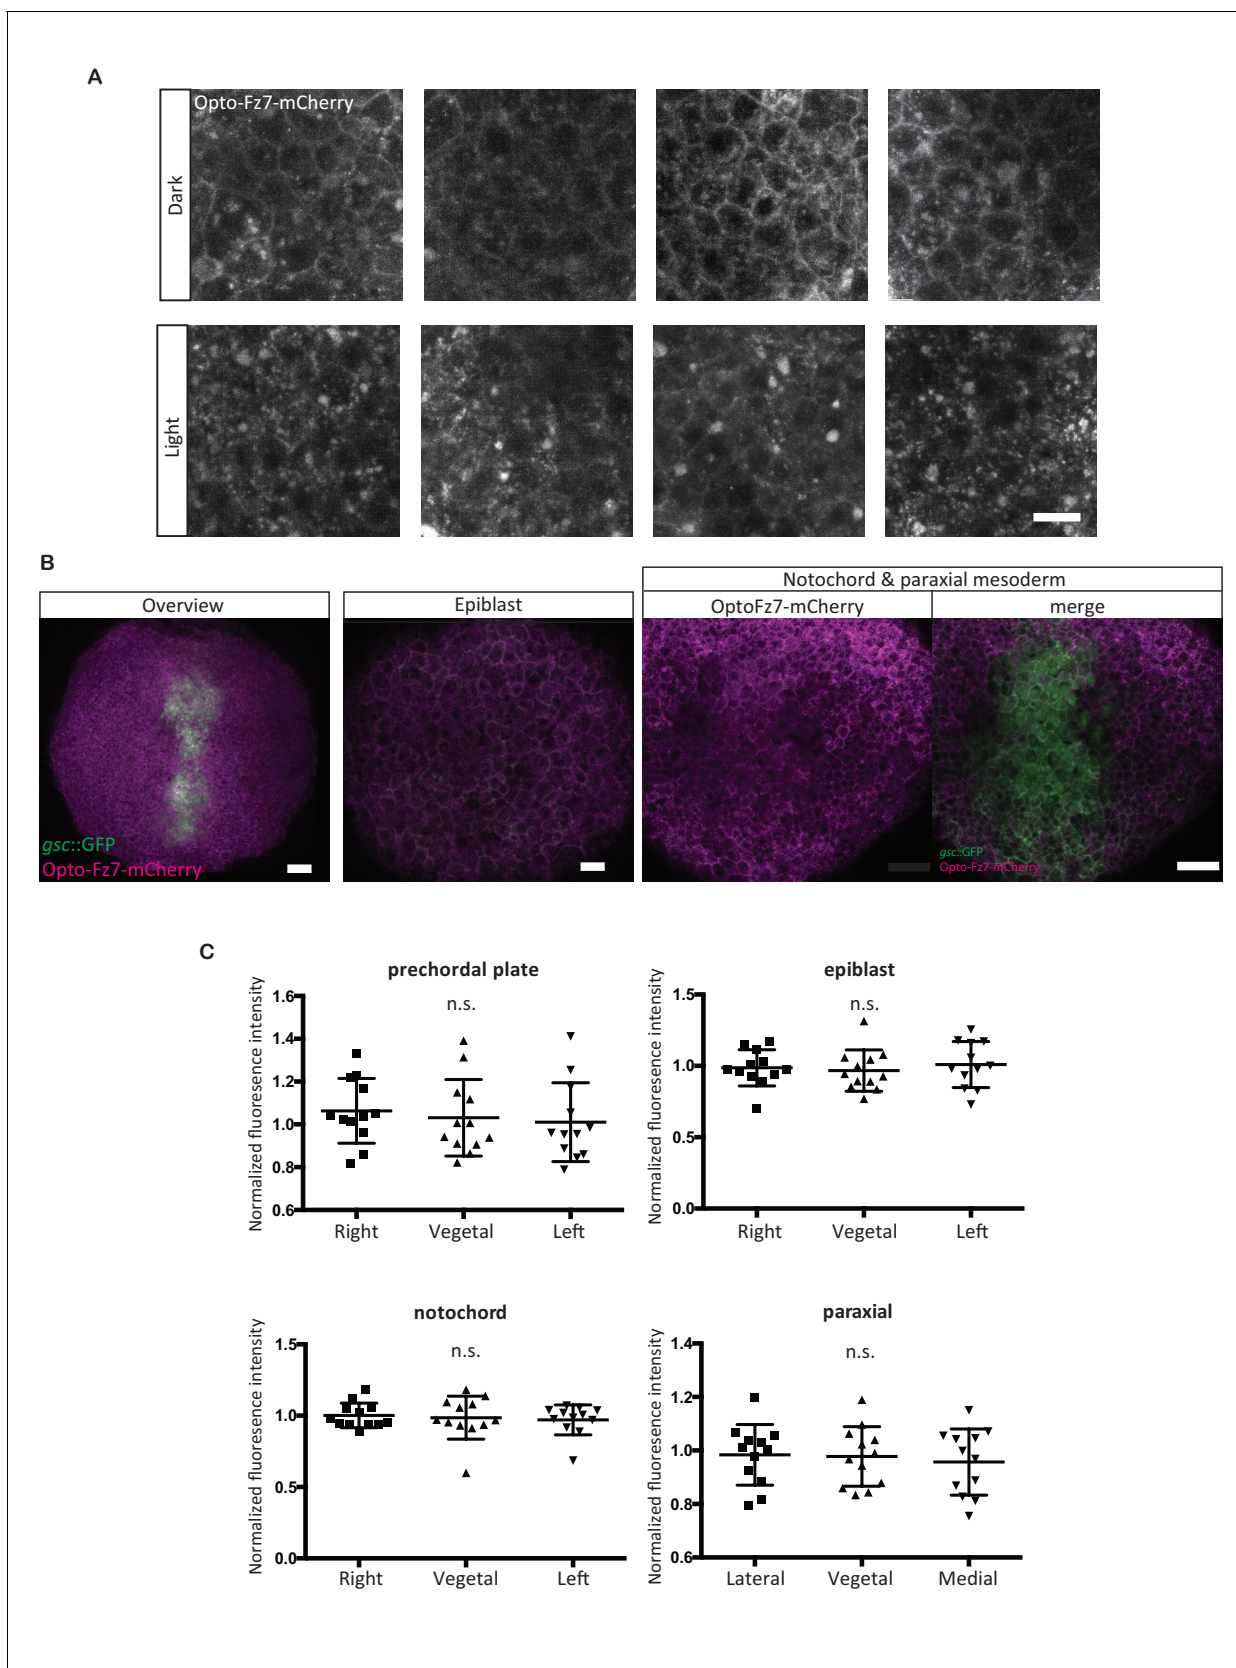 A
Opto-Fz7-mCherry
Dark
Light
B
Notochord & paraxial mesoderm
Overview
Epiblast
OptoFz7-mCherry
merge
gsc::GFP
Opto-Fz7-mCherry
gsc::GFP
Opto-Fz7-mCherry
C
prechordal plate
n.s.
Normalized fluoresence intensity
1.6
1.4
1.2
1.0
0.8
0.6
Right Vegetal Left
epiblast
n.s.
Normalized fluoresence intensity
1.5
1.0
0.5
0.0
Right Vegetal Left
notochord
n.s.
Normalized fluoresence intensity
1.5
1.0
0.5
0.0
Right Vegetal Left
paraxial
n.s.
Normalized fluoresence intensity
1.4
1.2
1.0
0.8
0.6
Lateral Vegetal Medial